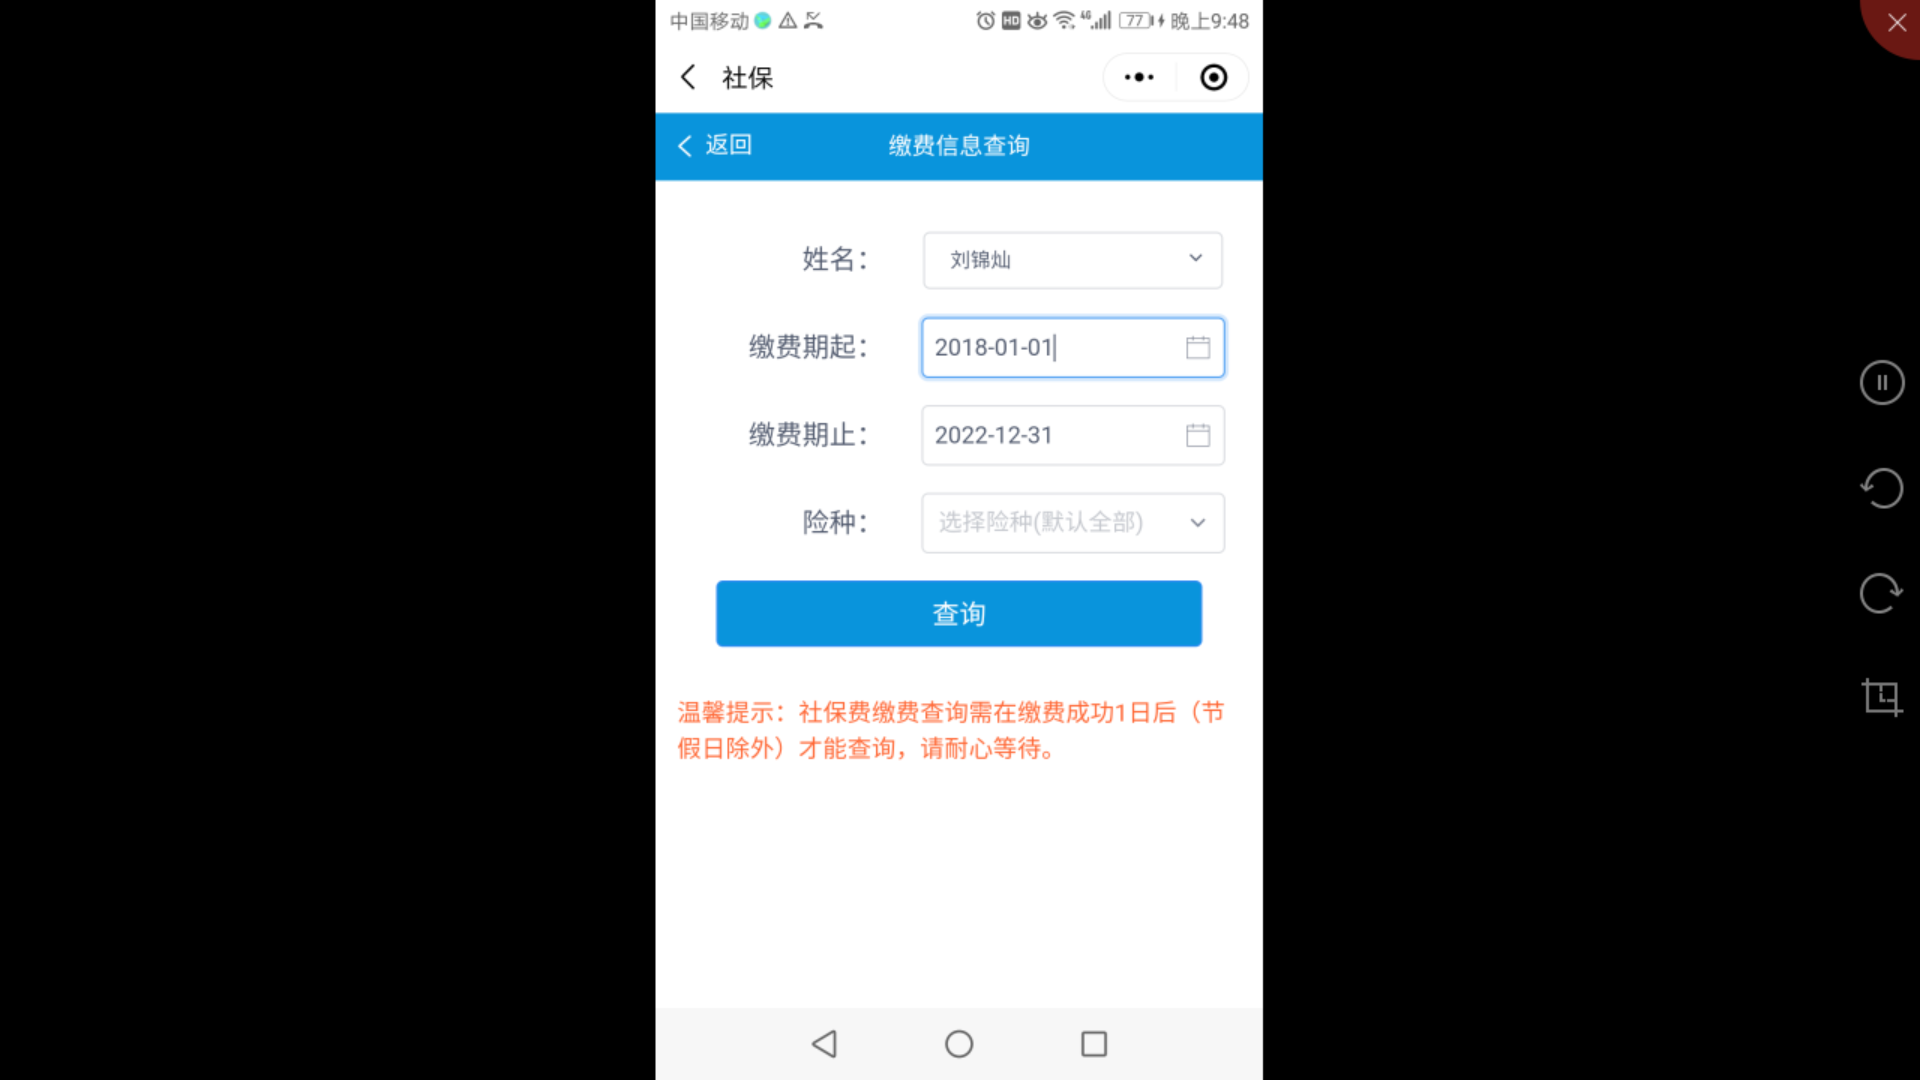 中国移动 HD 4G 77 晚上9:48
社保
返回 缴费信息查询
姓名： 刘锦灿
缴费期起： 2018-01-01
缴费期止： 2022-12-31
险种： 选择险种(默认全部)
查询
温馨提示：社保费缴费查询需在缴费成功1日后（节
假日除外）才能查询，请耐心等待。